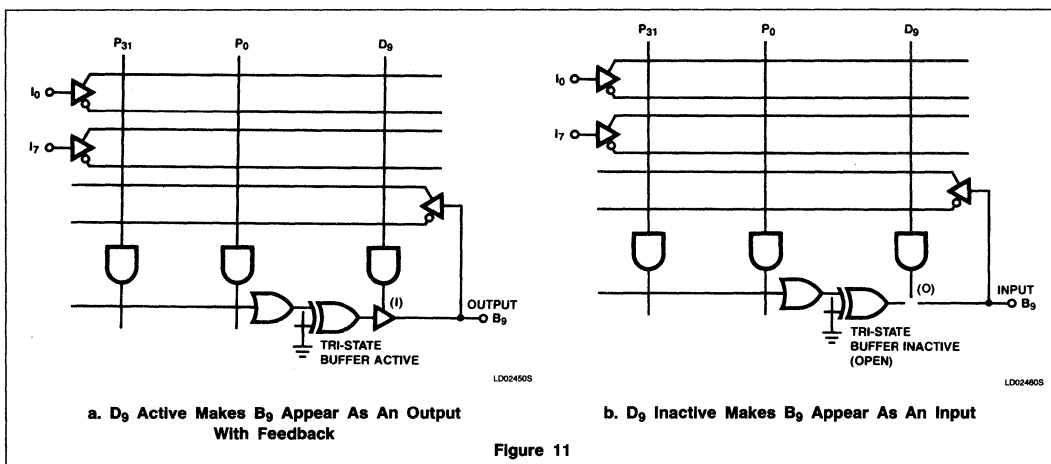 P31 P0 D9
I0
I7
(I)
OUTPUT
B9
TRI-STATE
BUFFER ACTIVE
LD02450S
a. D9 Active Makes B9 Appear As An Output
With Feedback
P31 P0 D9
I0
I7
(O)
INPUT
B9
TRI-STATE
BUFFER INACTIVE
(OPEN)
LD02460S
b. D9 Inactive Makes B9 Appear As An Input
Figure 11